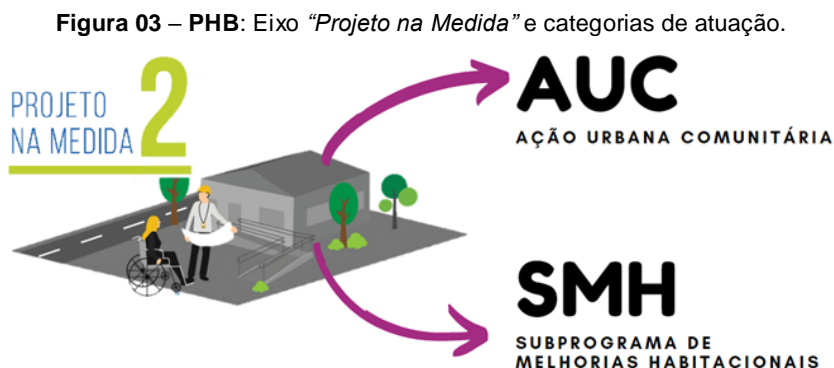 Figura 03 – PHB: Eixo “Projeto na Medida” e categorias de atuação.
PROJETO
NA MEDIDA
2
AUC
AÇÃO URBANA COMUNITÁRIA
SMH
SUBPROGRAMA DE
MELHORIAS HABITACIONAIS